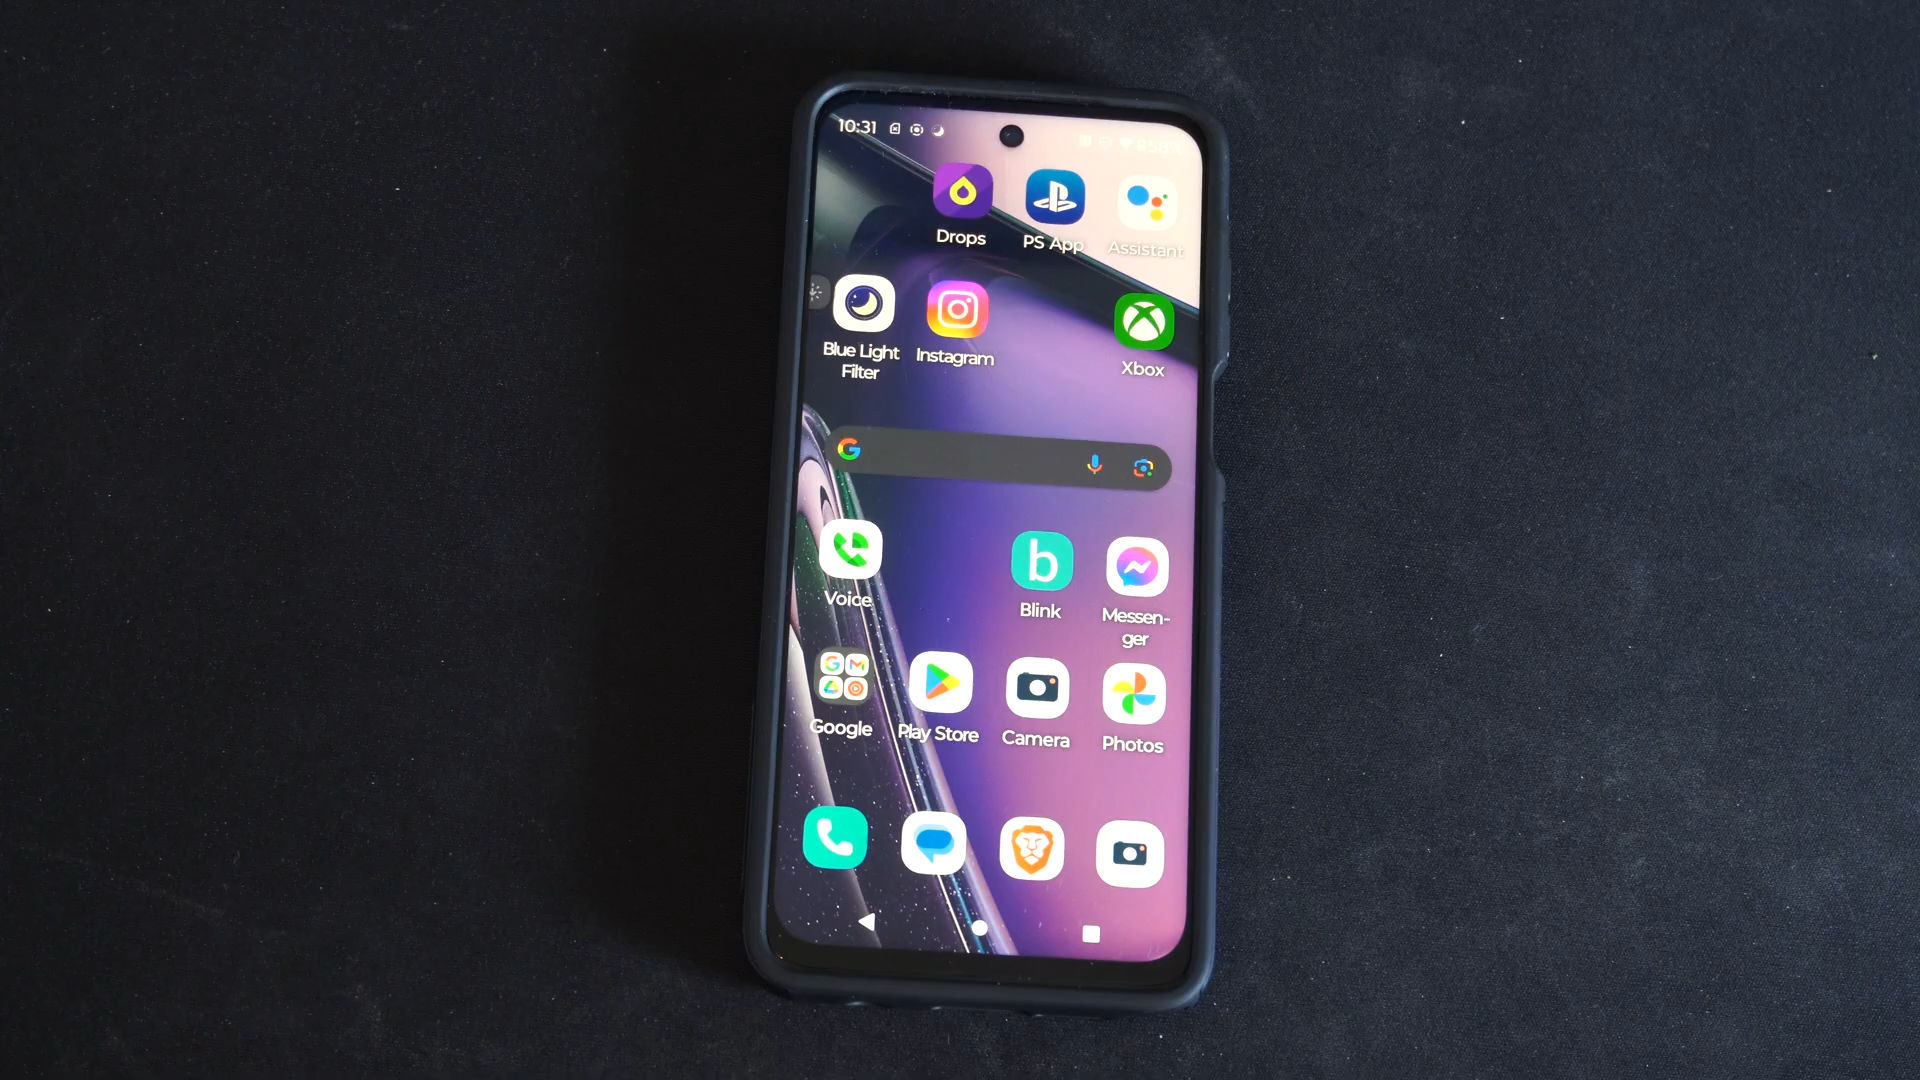 10:31
58%
Drops
PS App
Assistant
Blue Light
Filter
Instagram
Xbox
Voice
b
Blink
Messen-
ger
Google
Play Store
Camera
Photos